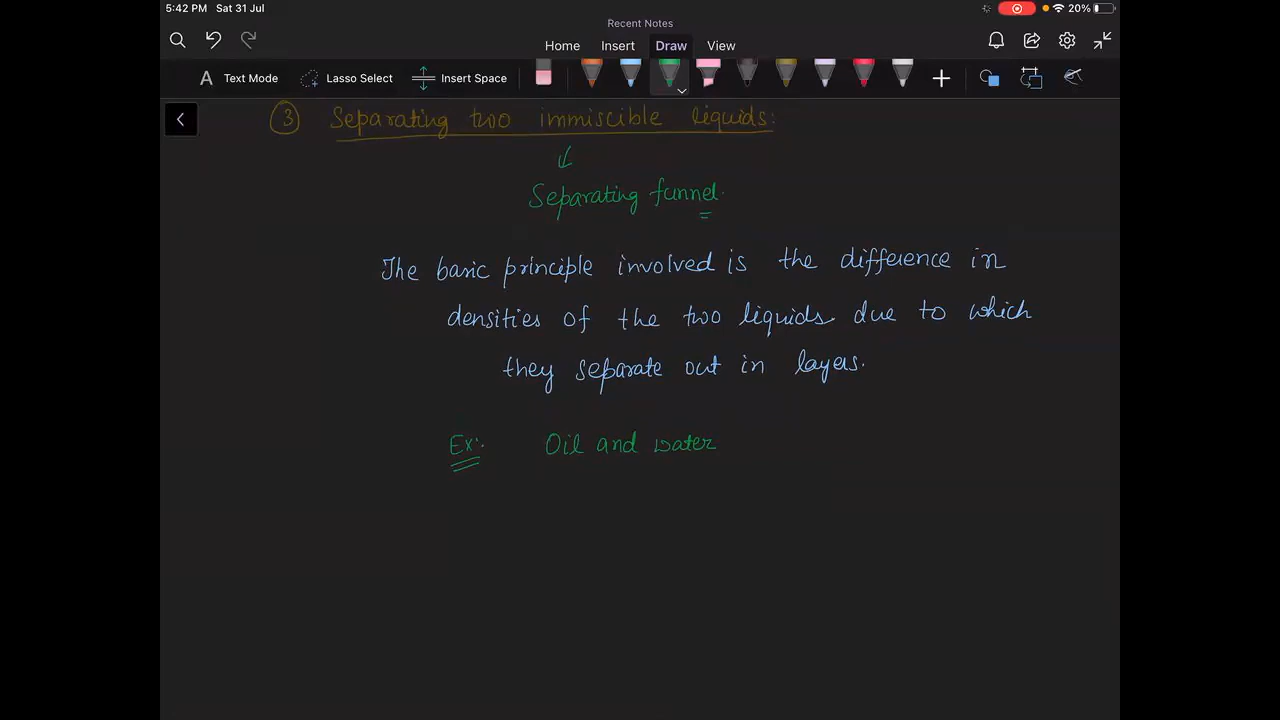 5:42 PM Sat 31 Jul
20%
Recent Notes
Home Insert Draw View
Text Mode Lasso Select Insert Space
③ Separating two immiscible liquids:
Separating funnel.
The basic principle involved is the difference in
densities of the two liquids due to which
they separate out in layers.
Ex:. Oil and water